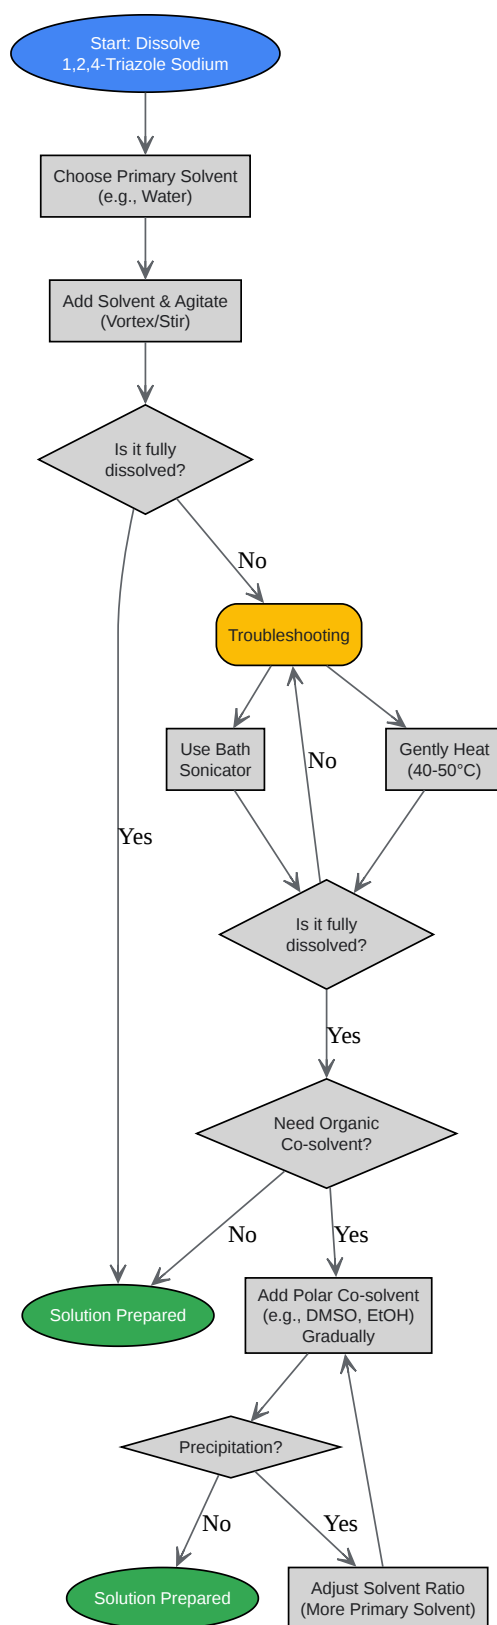 Start: Dissolve
1,2,4-Triazole Sodium
Choose Primary Solvent
(e.g., Water)
Add Solvent & Agitate
(Vortex/Stir)
Is it fully
dissolved?
No
Troubleshooting
Use Bath
Sonicator
No
Gently Heat
(40-50°C)
Yes
Is it fully
dissolved?
Yes
Need Organic
Co-solvent?
No
Yes
Solution Prepared
Add Polar Co-solvent
(e.g., DMSO, EtOH)
Gradually
Precipitation?
No
Yes
Solution Prepared
Adjust Solvent Ratio
(More Primary Solvent)